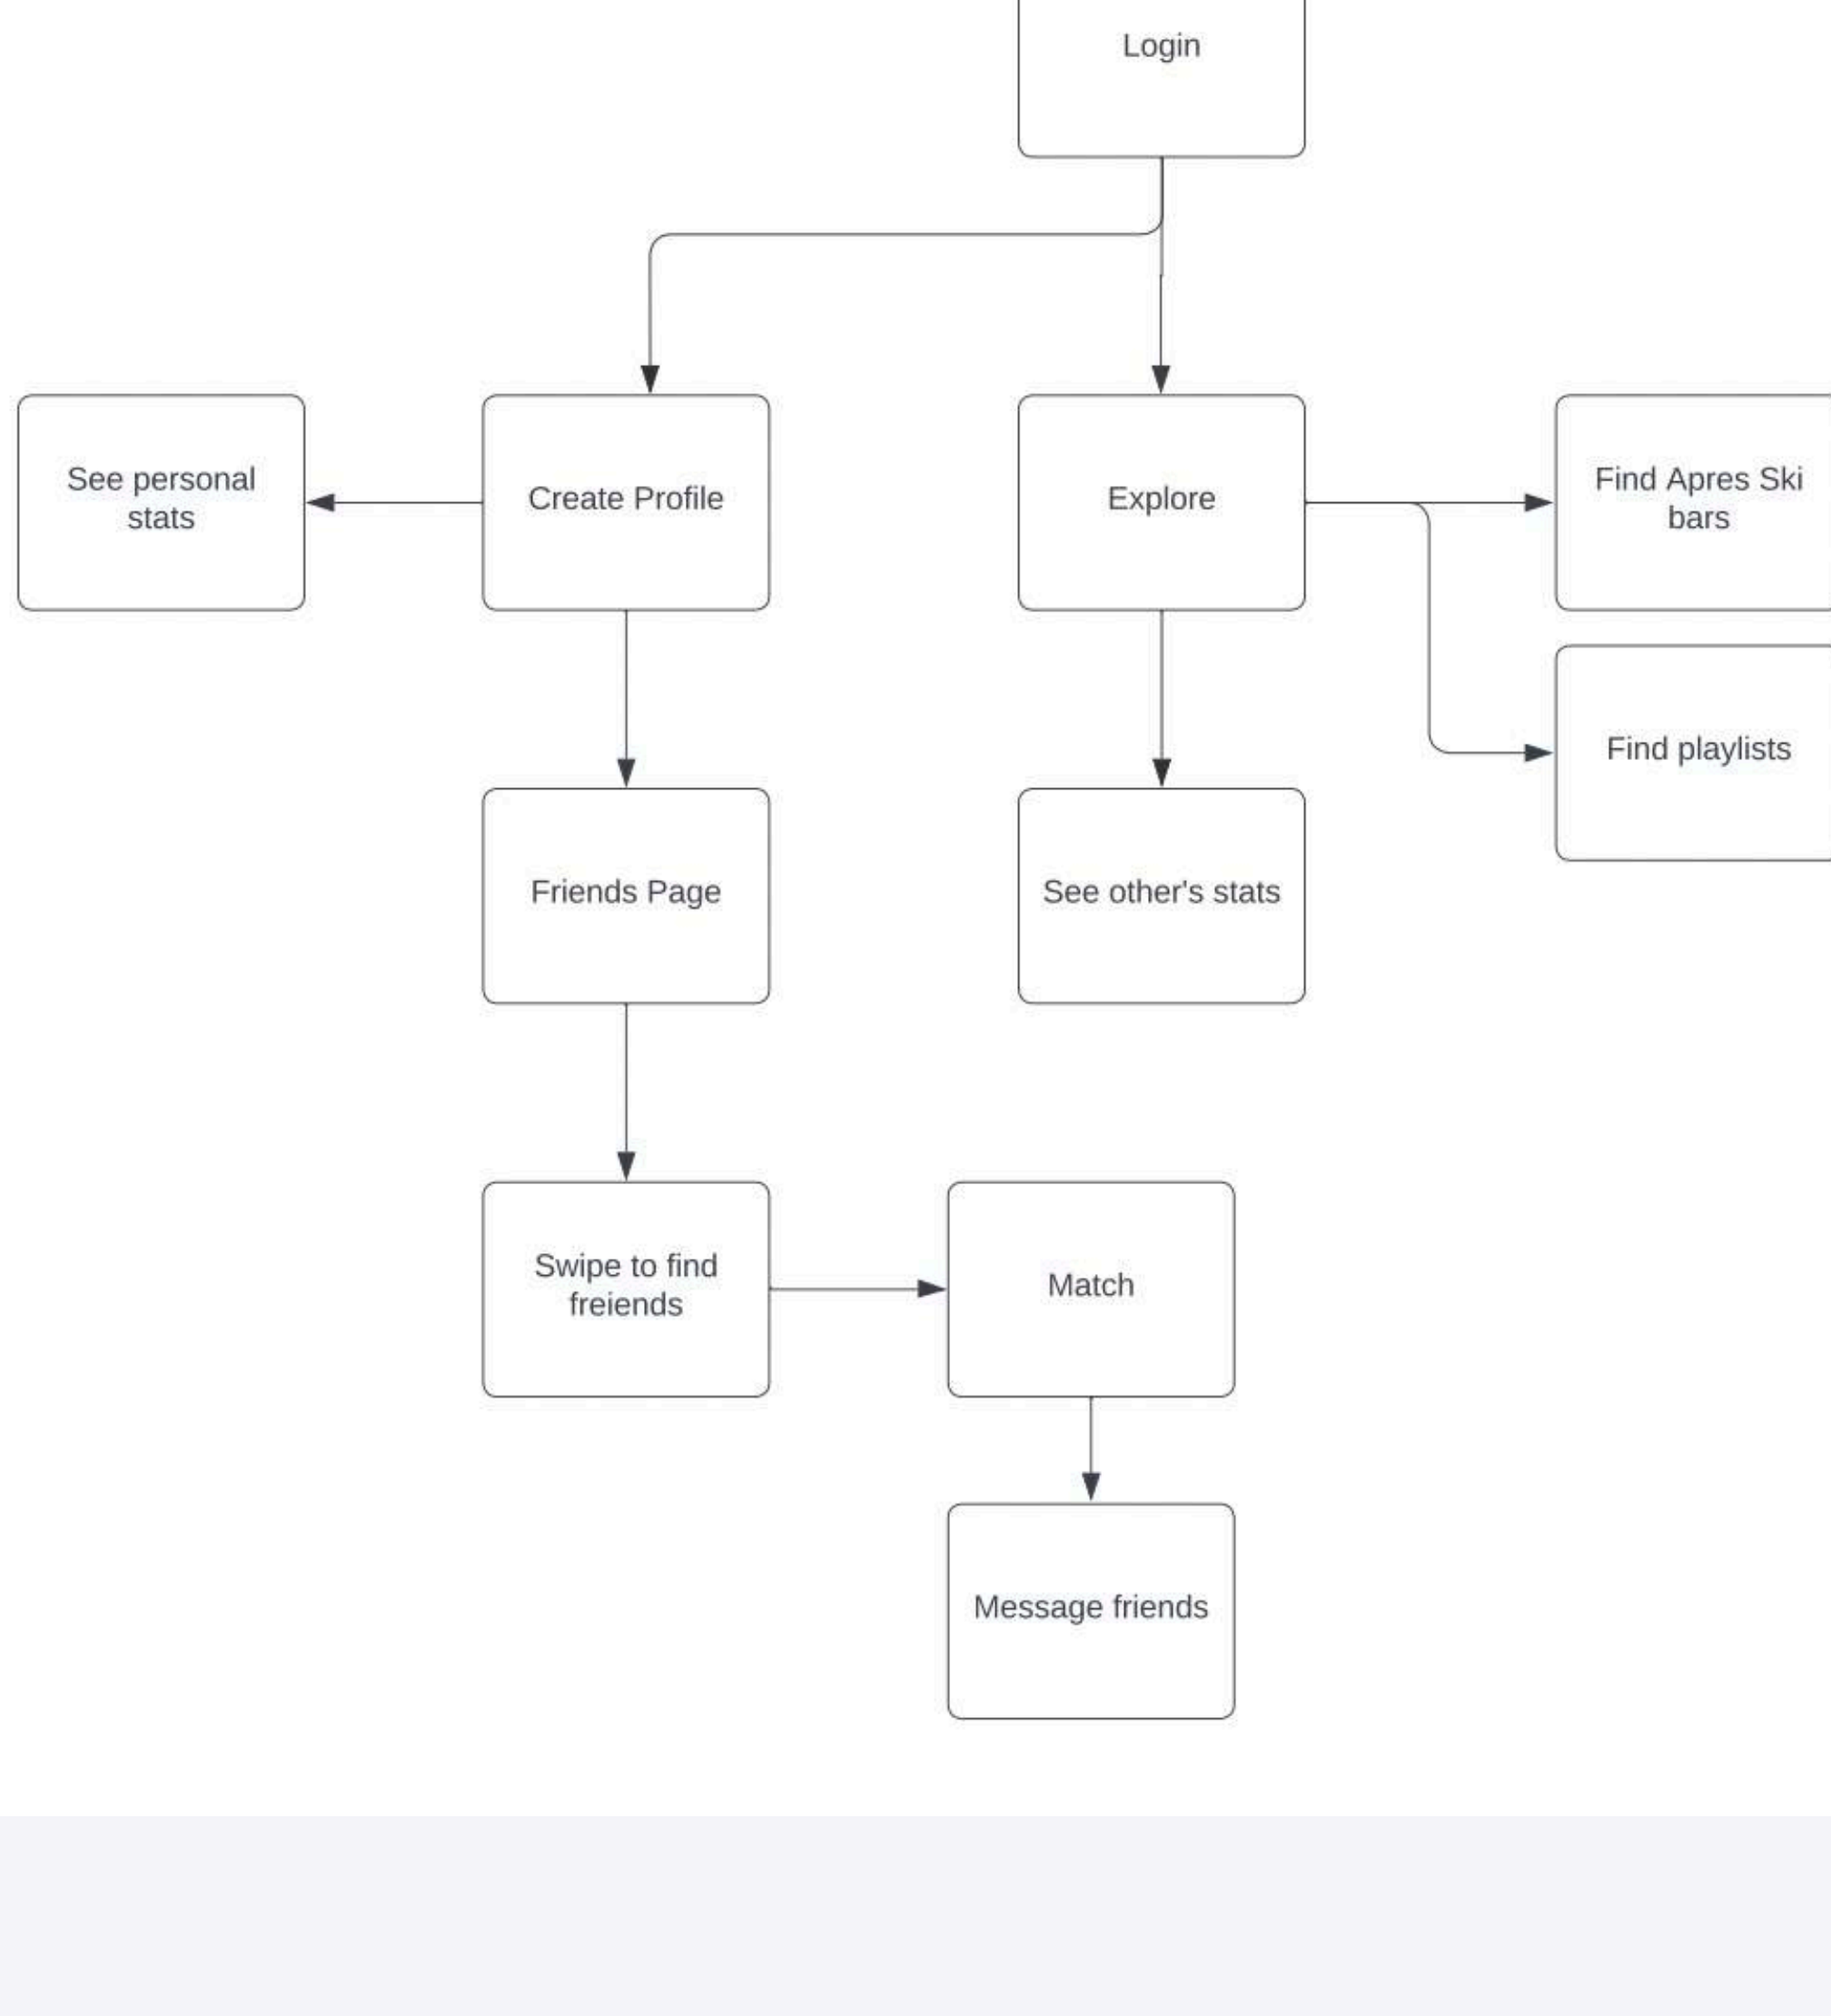 Login
See personal
stats
Create Profile
Explore
Find Apres Ski
bars
Find playlists
Friends Page
See other's stats
Swipe to find
freiends
Match
Message friends